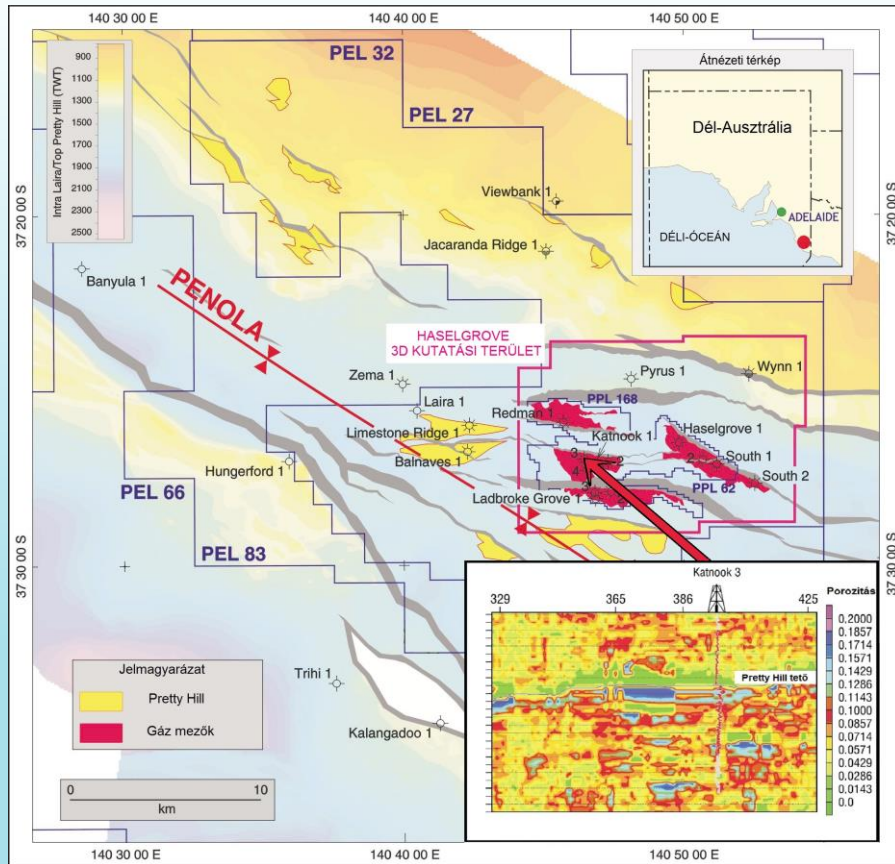 140 30 00 E
140 40 00
140 50 00 E
Intra Laira/Top Pretty Hill (TWT)
900
1100
1300
1500
1700
1900
2100
2300
2500
PEL 32
PEL 27
Átnézeti térkép
Dél-Ausztrália
ADELAIDE
DÉLI-ÓCEÁN
37 20 00 S
37 20 00 S
Viewbank 1
Jacaranda Ridge 1
Banyula 1
PENOLA
HASELGROVE
3D KUTATÁSI TERÜLET
Zema 1
Pyrus 1
Wynn 1
Laira 1
PPL 168
Redman 1
Limestone Ridge 1
Katnook 1
Haselgrove 1
Balnaves 1
3
2
2
South 1
Hungerford 1
4
South 2
PEL 66
Ladbroke Grove 1
3
2
PPL 62
PEL 83
37 30 00 S
37 30 00 S
Katnook 3
329
365
386
425
Porozitás
0.2000
0.1857
0.1714
0.1571
0.1429
0.1286
0.1143
0.1000
0.0857
0.0714
0.0571
0.0429
0.0286
0.0143
0.0
Pretty Hill tető
Jelmagyarázat
Pretty Hill
Gáz mezők
Trihi 1
Kalangadoo 1
0
10
km
140 30 00 E
140 40 00 E
140 50 00 E